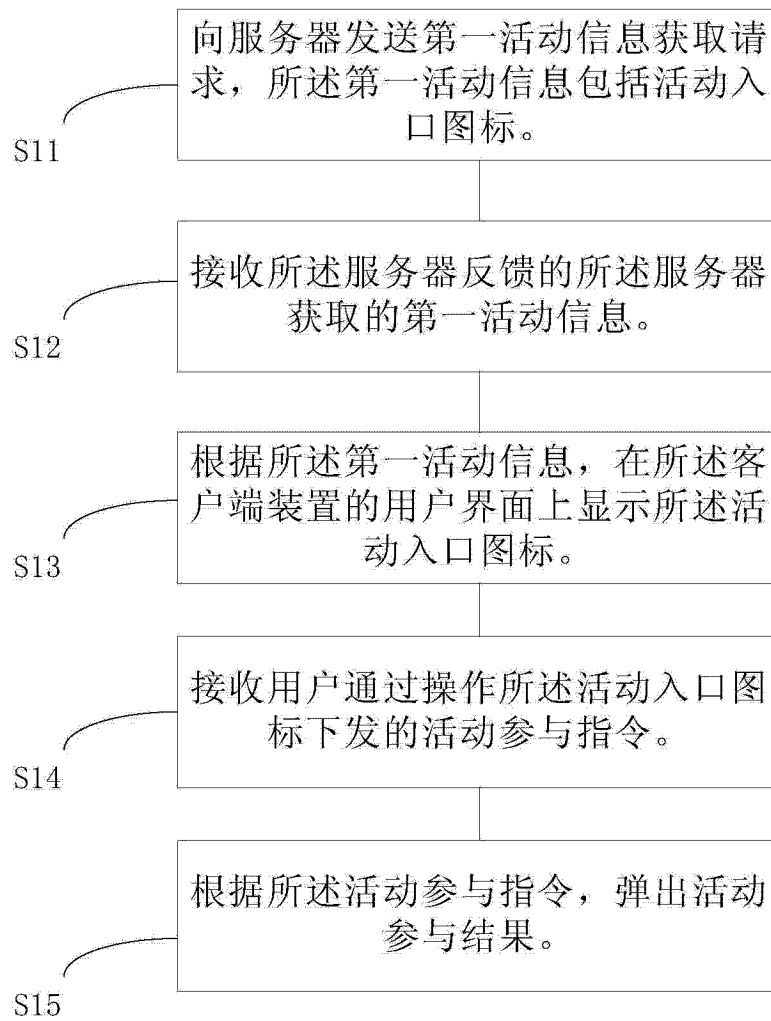 向服务器发送第一活动信息获取请
求，所述第一活动信息包括活动入
口图标。
S11
接收所述服务器反馈的所述服务器
获取的第一活动信息。
S12
根据所述第一活动信息，在所述客
户端装置的用户界面上显示所述活
动入口图标。
S13
接收用户通过操作所述活动入口图
标下发的活动参与指令。
S14
根据所述活动参与指令，弹出活动
参与结果。
S15